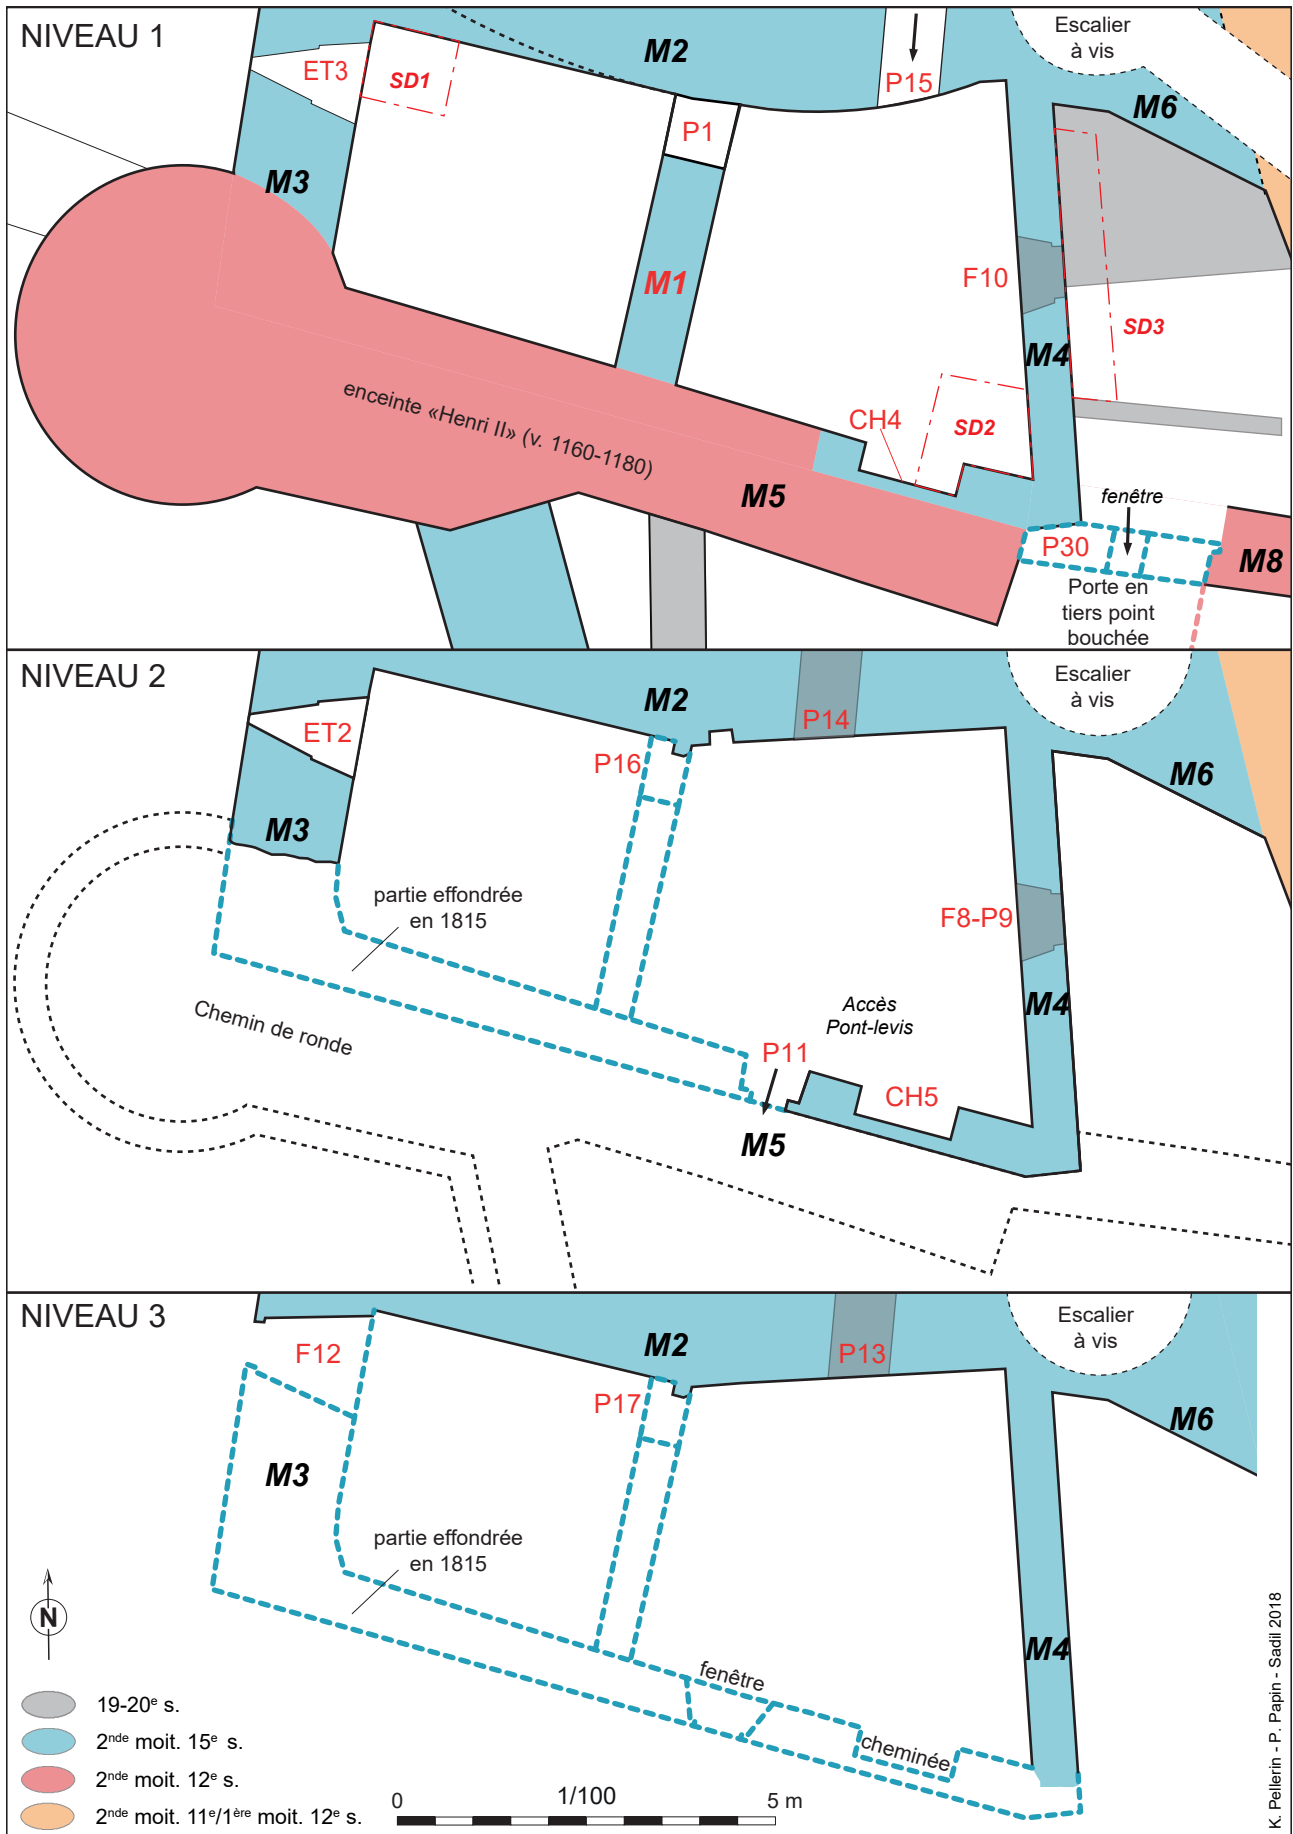 NIVEAU 1
Escalier
à vis
M2
ET3
SD1
P15
M6
P1
M3
M1
F10
SD3
M4
enceinte «Henri II» (v. 1160-1180)
CH4
SD2
M5
fenêtre
P30
M8
Porte en
tiers point
bouchée
NIVEAU 2
Escalier
à vis
M2
P14
ET2
P16
M6
M3
partie effondrée
en 1815
F8-P9
Accès
Pont-levis
M4
Chemin de ronde
P11
CH5
M5
NIVEAU 3
Escalier
à vis
M2
P13
F12
P17
M6
M3
partie effondrée
en 1815
N
M4
fenêtre
cheminée
19-20e s.
2nde moit. 15e s.
2nde moit. 12e s.
2nde moit. 11e/1ère moit. 12e s.
0 1/100 5 m
K. Pellerin - P. Papin - Sadil 2018